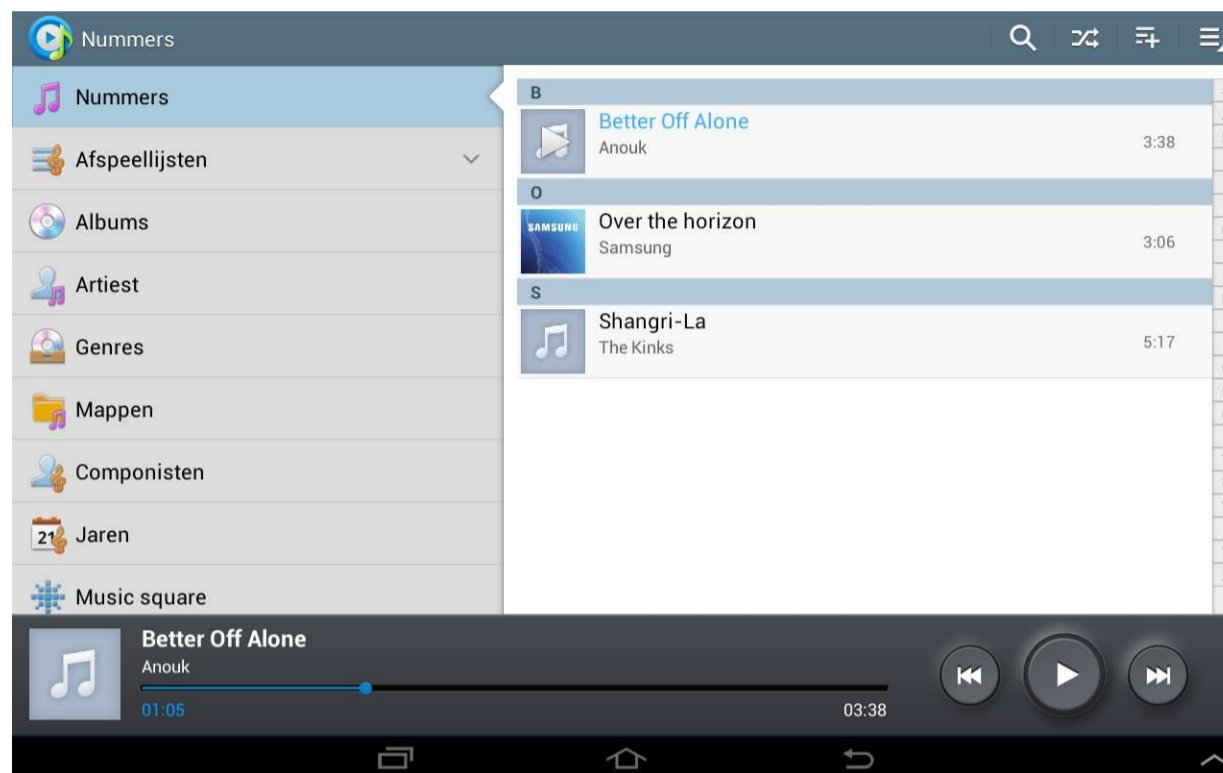 Nummers
Nummers
Afspeellijsten
Albums
Artiest
Genres
Mappen
Componisten
21
Jaren
Music square
B
Better Off Alone
Anouk
3:38
O
SAMSUNG
Over the horizon
Samsung
3:06
S
Shangri-La
The Kinks
5:17
Better Off Alone
Anouk
01:05
03:38